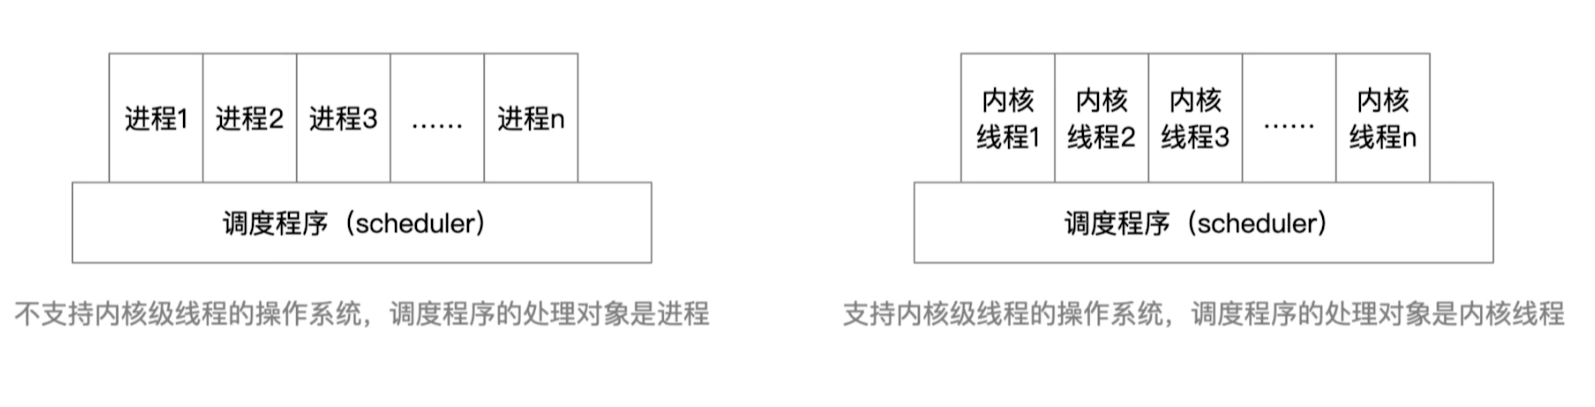 进程1 进程2 进程3 …… 进程n
调度程序（scheduler）
不支持内核级线程的操作系统，调度程序的处理对象是进程
内核 内核 内核 内核
线程1 线程2 线程3 …… 线程n
调度程序（scheduler）
支持内核级线程的操作系统，调度程序的处理对象是内核线程